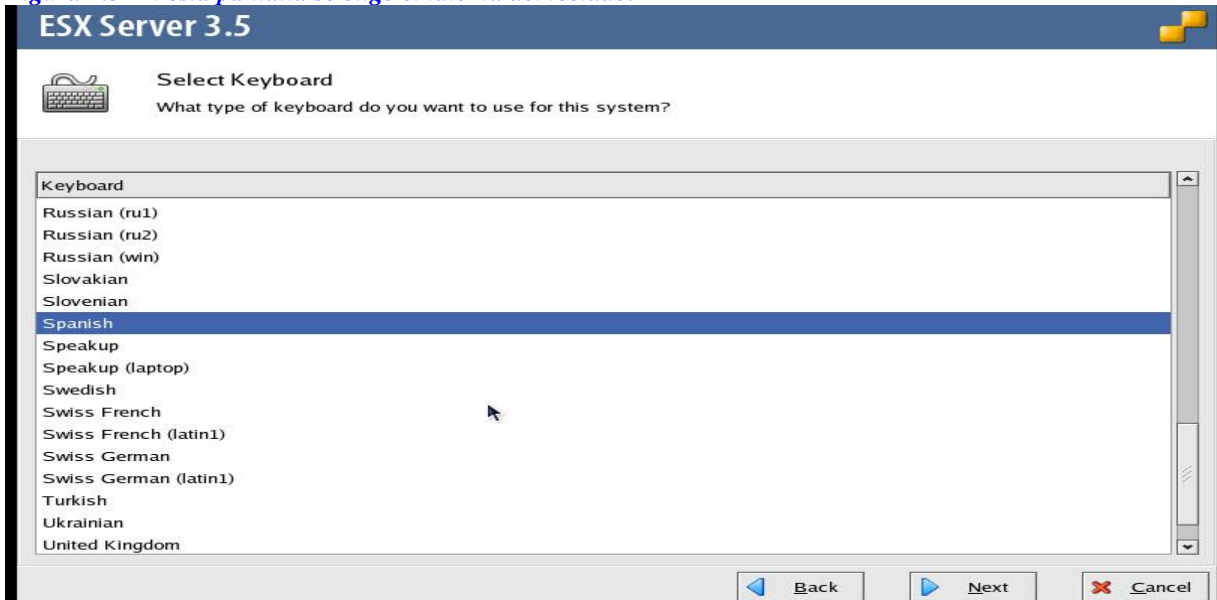 ESX Server 3.5
Select Keyboard
What type of keyboard do you want to use for this system?
Keyboard
Russian (ru1)
Russian (ru2)
Russian (win)
Slovakian
Slovenian
Spanish
Speakup
Speakup (laptop)
Swedish
Swiss French
Swiss French (latin1)
Swiss German
Swiss German (latin1)
Turkish
Ukrainian
United Kingdom
Back
Next
Cancel